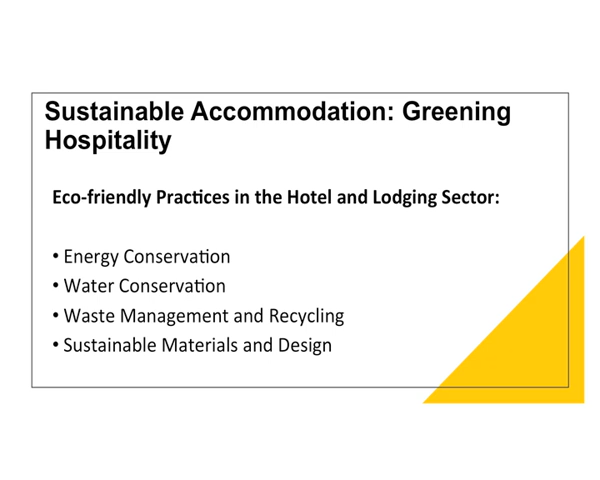 Sustainable Accommodation: Greening
Hospitality
Eco-friendly Practices in the Hotel and Lodging Sector:
• Energy Conservation
• Water Conservation
• Waste Management and Recycling
• Sustainable Materials and Design